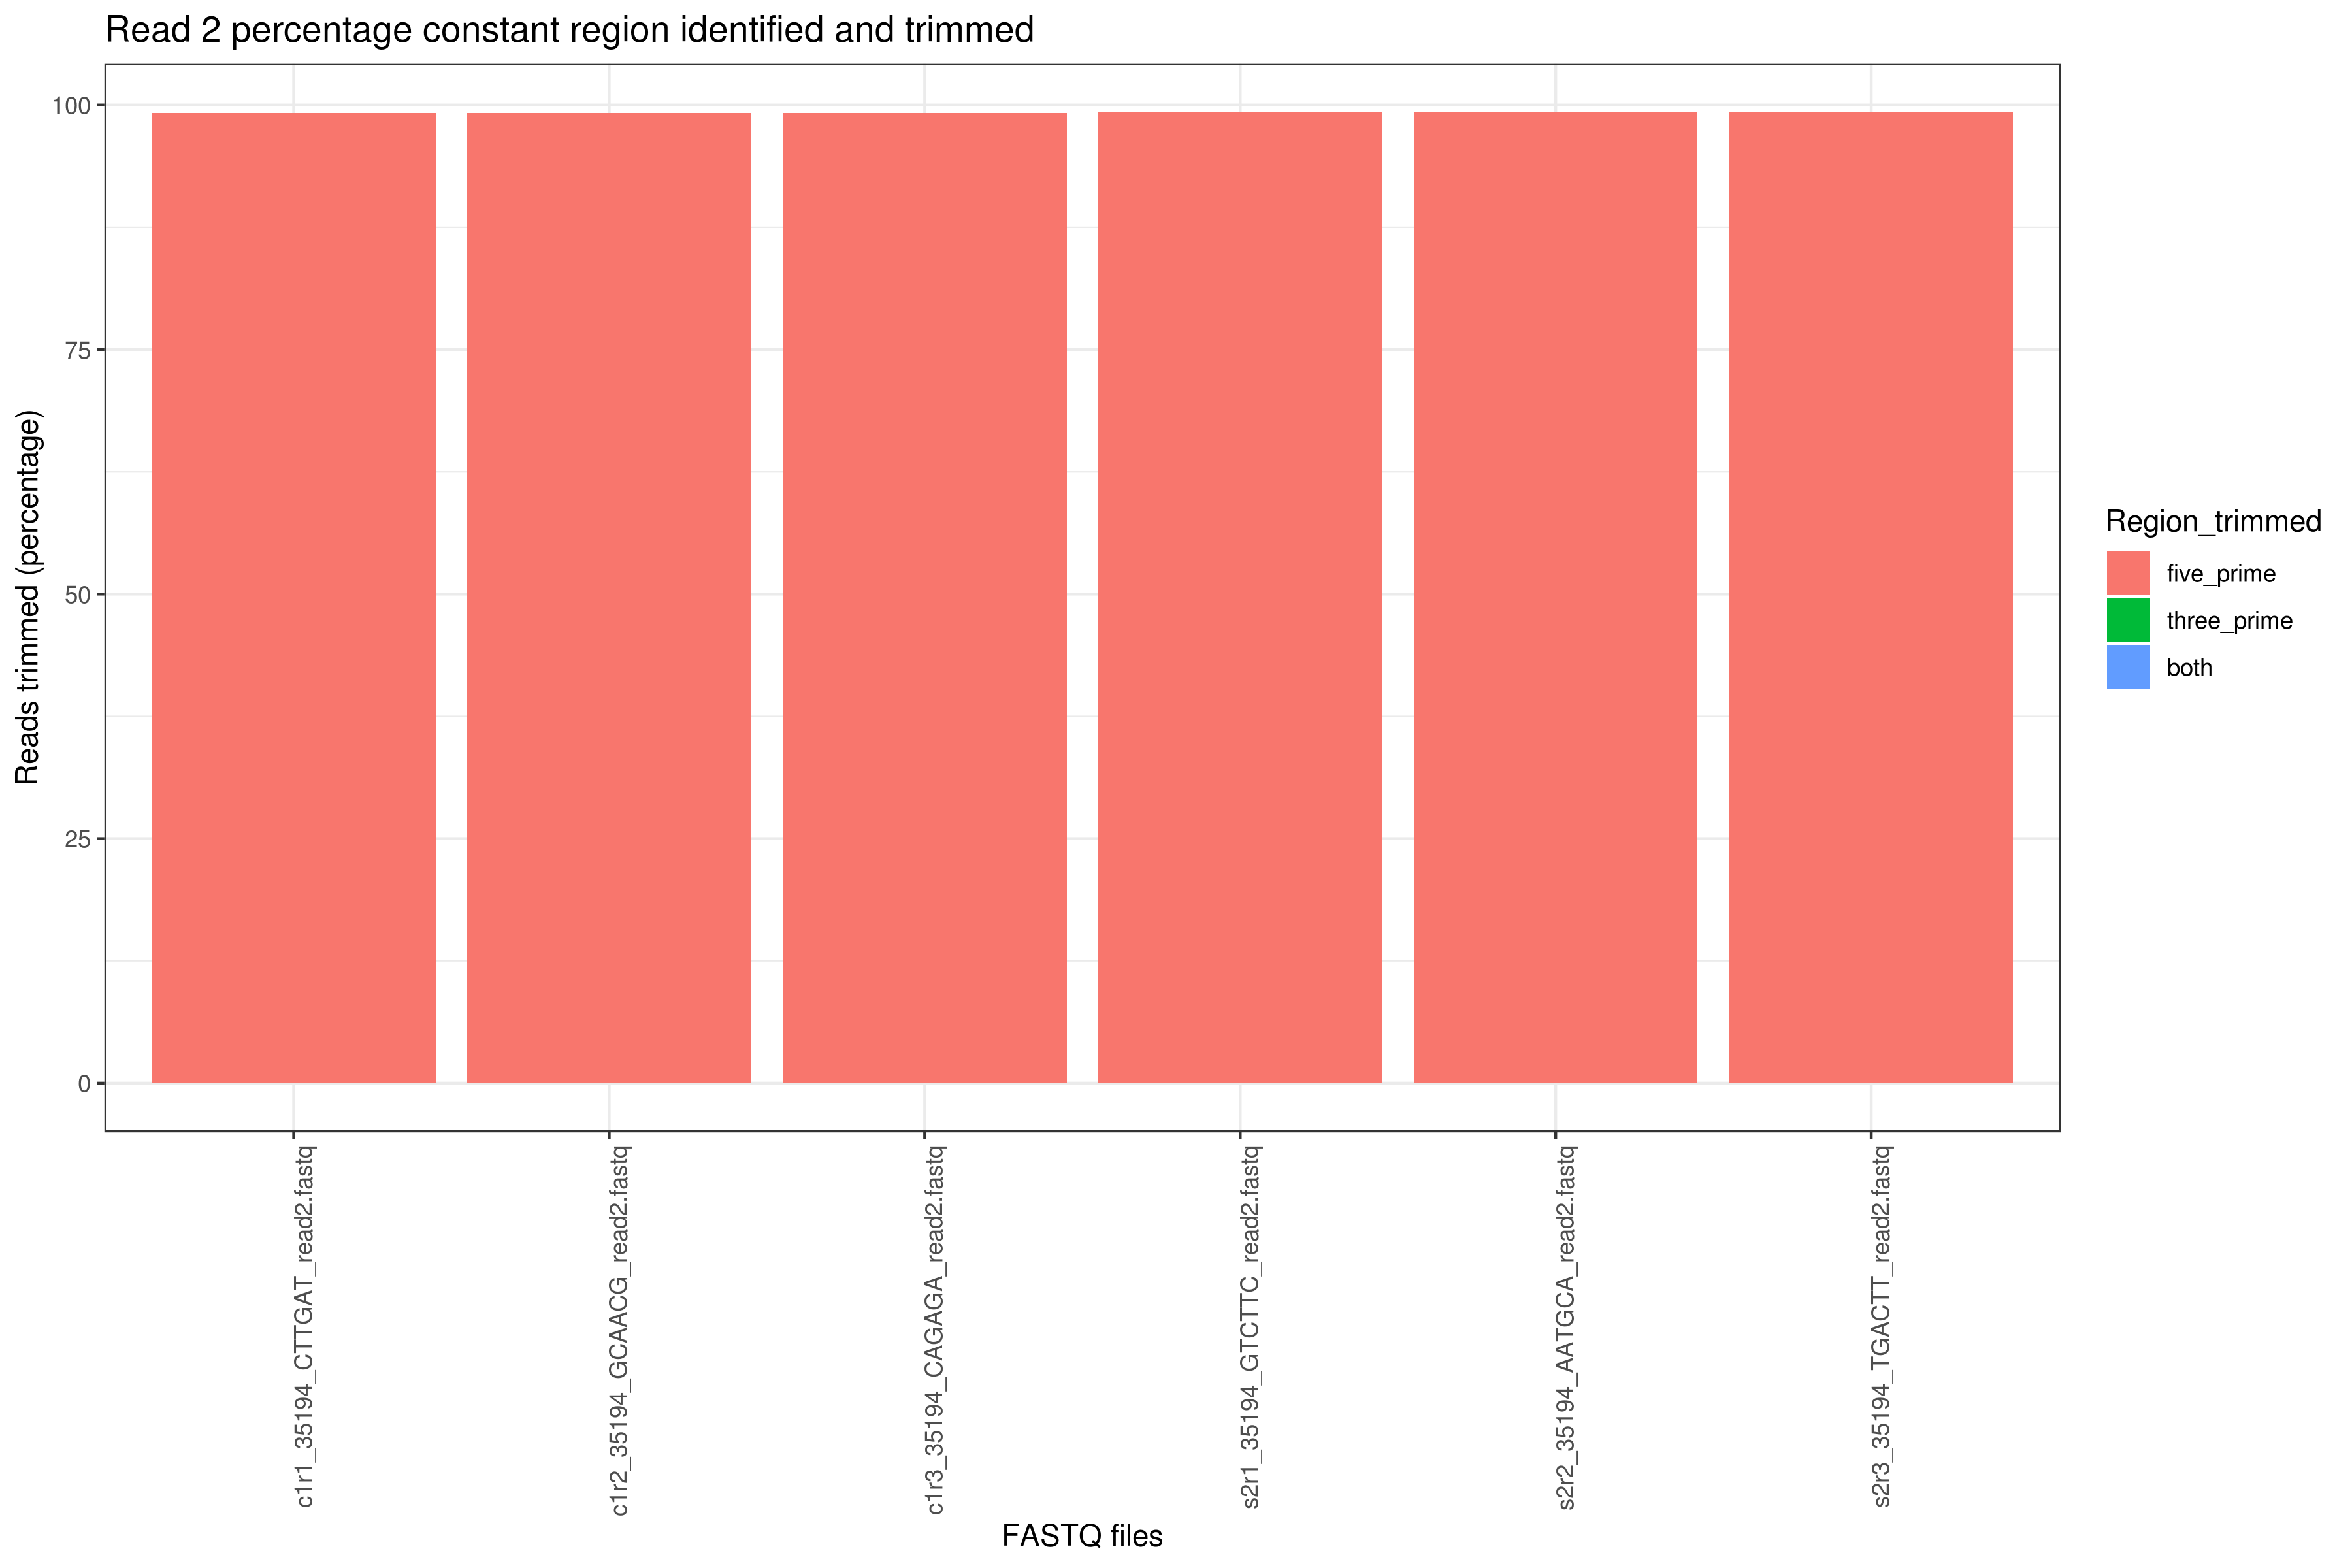 Read 2 percentage constant region identified and trimmed
Reads trimmed (percentage)
100
75
50
25
0
c1r1_35194_CTTGAT_read2.fastq
c1r2_35194_GCAACG_read2.fastq
c1r3_35194_CAGAGA_read2.fastq
s2r1_35194_GTCTTC_read2.fastq
s2r2_35194_AATGCA_read2.fastq
s2r3_35194_TGACTT_read2.fastq
FASTQ files
Region_trimmed
five_prime
three_prime
both